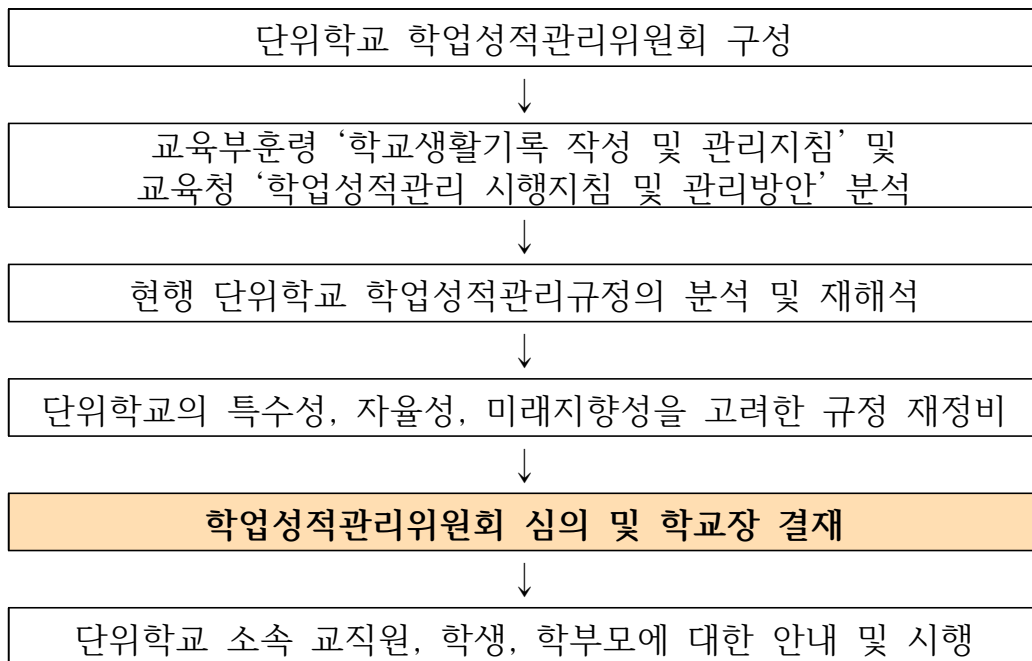 단위학교 학업성적관리위원회 구성
↓
교육부훈령 ‘학교생활기록 작성 및 관리지침’ 및
교육청 ‘학업성적관리 시행지침 및 관리방안’ 분석
↓
현행 단위학교 학업성적관리규정의 분석 및 재해석
↓
단위학교의 특수성, 자율성, 미래지향성을 고려한 규정 재정비
↓
학업성적관리위원회 심의 및 학교장 결재
↓
단위학교 소속 교직원, 학생, 학부모에 대한 안내 및 시행